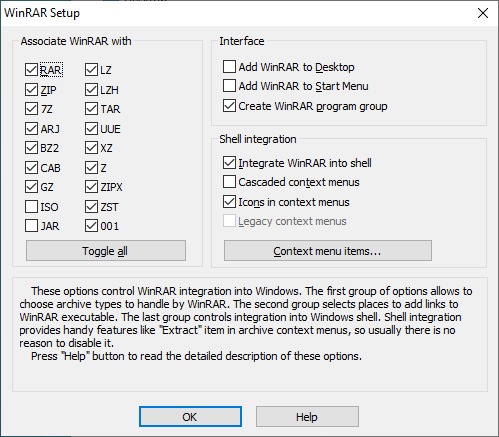 WinRAR Setup
Associate WinRAR with
RAR LZ
ZIP LZH
7Z TAR
ARJ UUE
BZ2 XZ
CAB Z
GZ ZIPX
ISO ZST
JAR 001
Toggle all
Interface
Add WinRAR to Desktop
Add WinRAR to Start Menu
Create WinRAR program group
Shell integration
Integrate WinRAR into shell
Cascaded context menus
Icons in context menus
Legacy context menus
Context menu items...
These options control WinRAR integration into Windows. The first group of options allows to
choose archive types to handle by WinRAR. The second group selects places to add links to
WinRAR executable. The last group controls integration into Windows shell. Shell integration
provides handy features like "Extract" item in archive context menus, so usually there is no
reason to disable it.
Press "Help" button to read the detailed description of these options.
OK Help